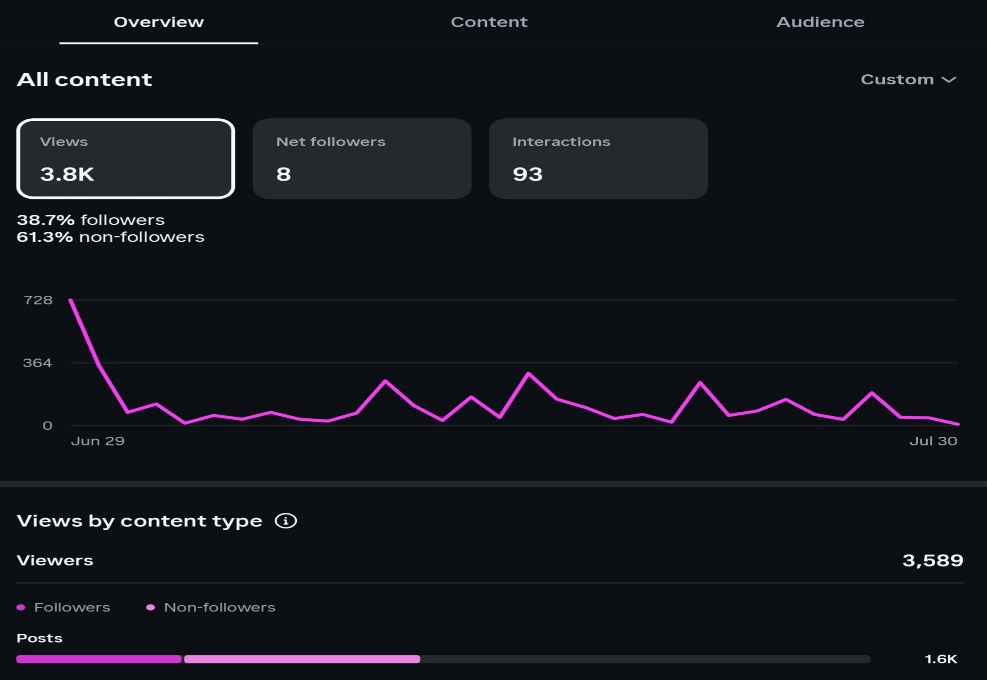 Overview Content Audience
All content Custom
Views Net followers Interactions
3.8K 8 93
38.7% followers
61.3% non-followers
728
364
0
Jun 29 Jul 30
Views by content type
Viewers 3,589
Followers Non-followers
Posts
1.6K